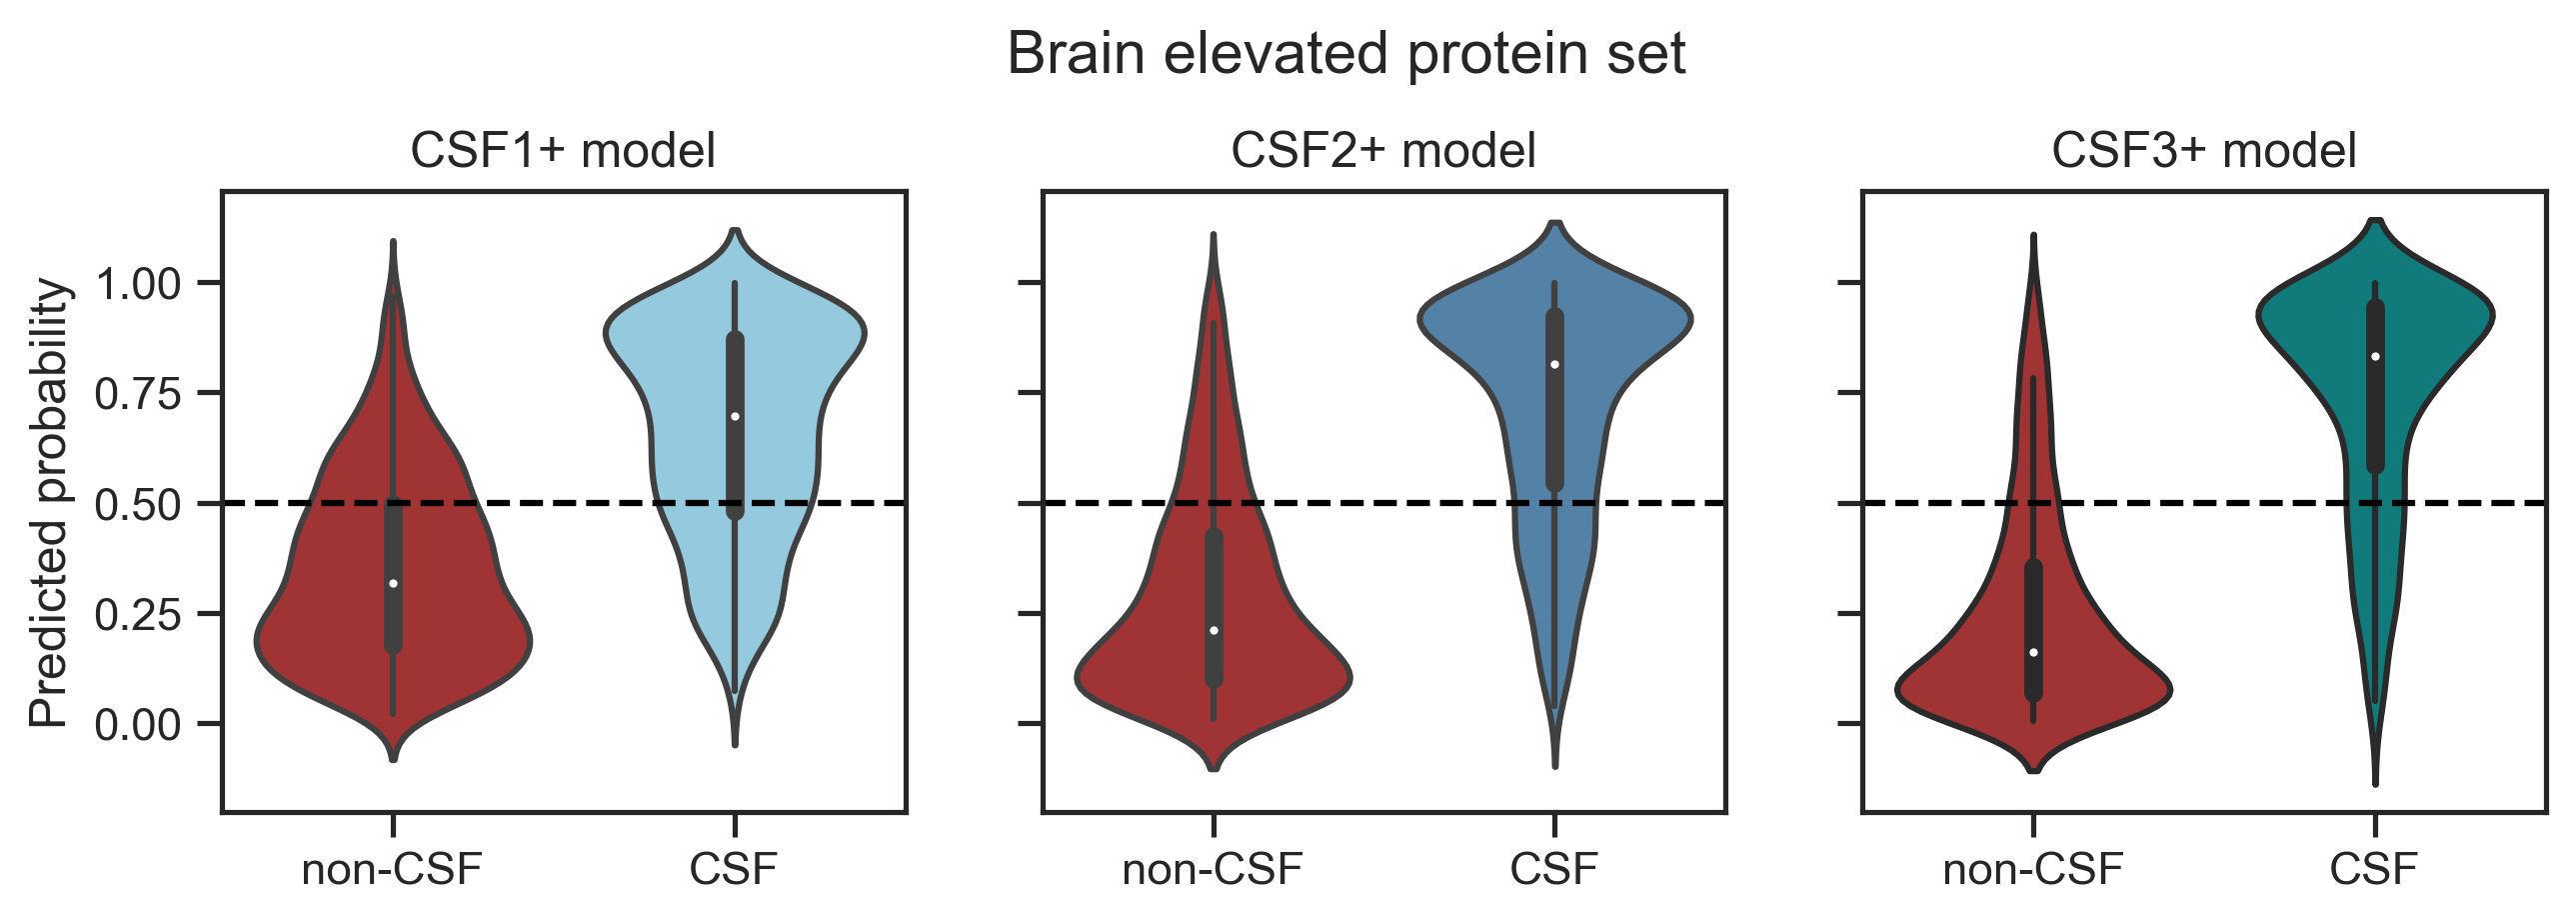 Brain elevated protein set
CSF1+ model
CSF2+ model
CSF3+ model
Predicted probability
1.00
0.75
0.50
0.25
0.00
non-CSF
CSF
non-CSF
CSF
non-CSF
CSF